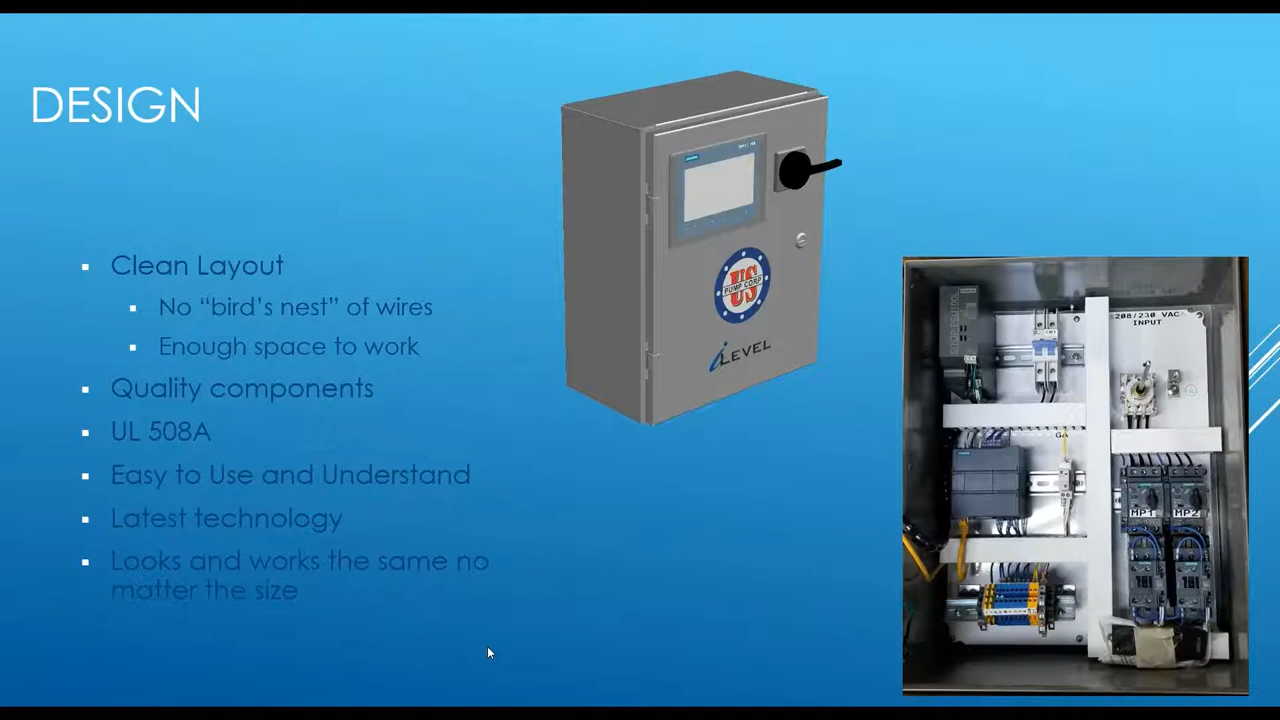 DESIGN
Clean Layout
No “bird’s nest” of wires
Enough space to work
Quality components
UL 508A
Easy to Use and Understand
Latest technology
Looks and works the same no
matter the size
US
PUMP CORP
iLEVEL
208/230 VAC
INPUT
MP1 MP2